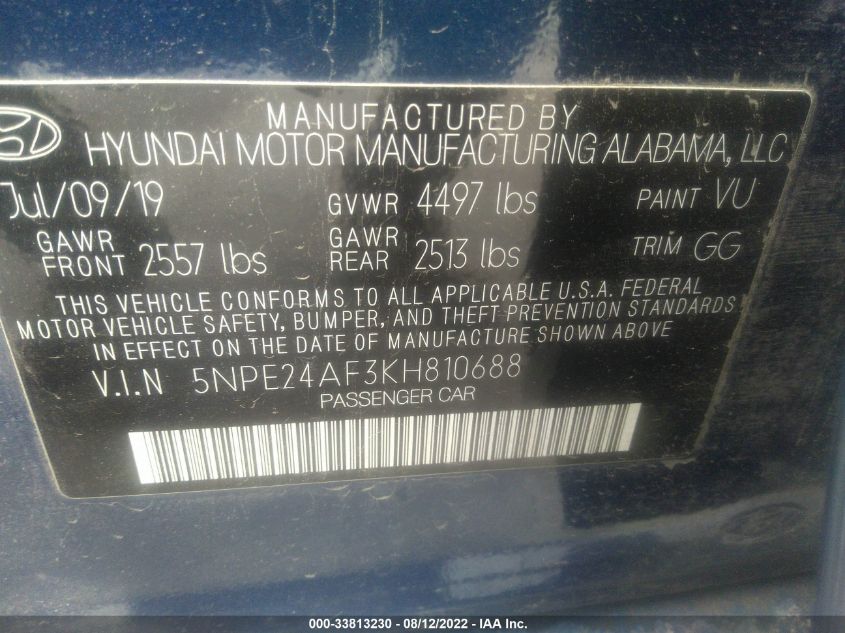 MANUFACTURED BY
HYUNDAI MOTOR MANUFACTURING ALABAMA, LLC
Jul/09/19 GVWR 4497 lbs PAINT VU
GAWR FRONT 2557 lbs GAWR REAR 2513 lbs TRIM GG
THIS VEHICLE CONFORMS TO ALL APPLICABLE U.S.A. FEDERAL
MOTOR VEHICLE SAFETY, BUMPER, AND THEFT PREVENTION STANDARDS
IN EFFECT ON THE DATE OF MANUFACTURE SHOWN ABOVE
V.I.N 5NPE24AF3KH810688
PASSENGER CAR
000-33813230 - 08/12/2022 - IAA Inc.